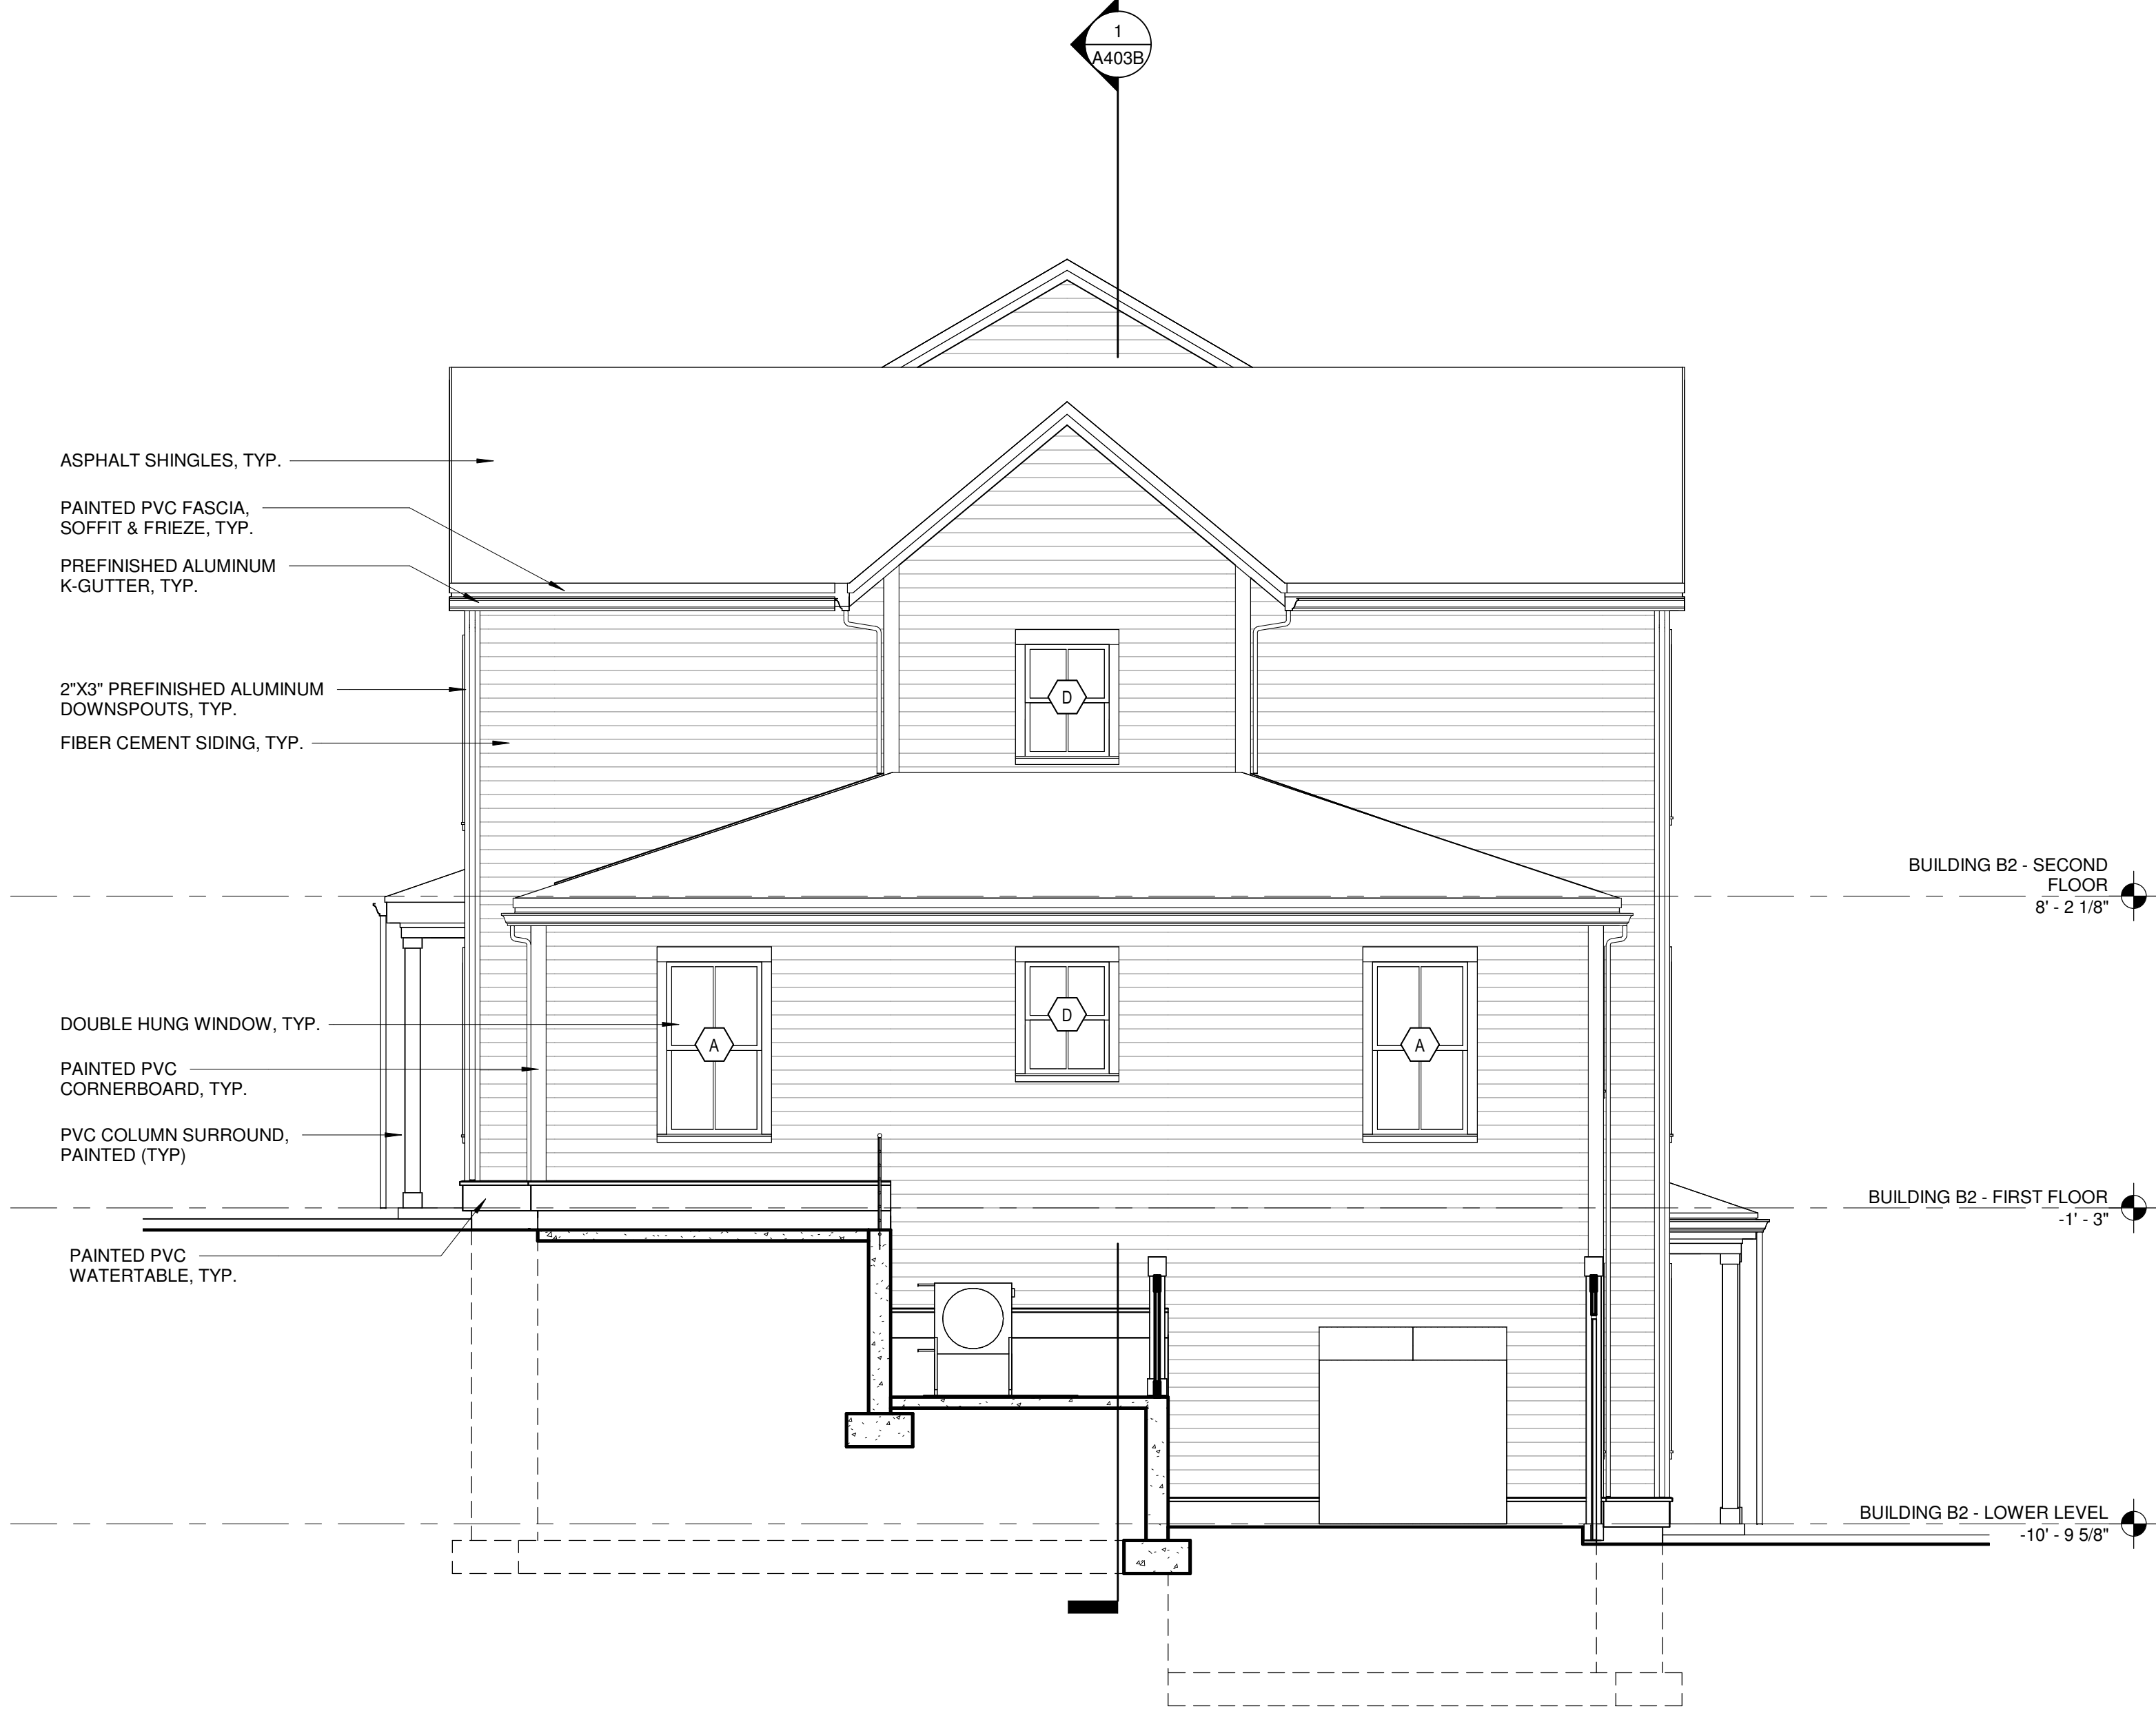 1
A403B
ASPHALT SHINGLES, TYP.
PAINTED PVC FASCIA,
SOFFIT & FRIEZE, TYP.
PREFINISHED ALUMINUM
K-GUTTER, TYP.
2"X3" PREFINISHED ALUMINUM
DOWNSPOUTS, TYP.
FIBER CEMENT SIDING, TYP.
D
BUILDING B2 - SECOND
FLOOR
8' - 2 1/8"
DOUBLE HUNG WINDOW, TYP.
A
D
A
PAINTED PVC
CORNERBOARD, TYP.
PVC COLUMN SURROUND,
PAINTED (TYP)
BUILDING B2 - FIRST FLOOR
-1' - 3"
PAINTED PVC
WATERTABLE, TYP.
BUILDING B2 - LOWER LEVEL
-10' - 9 5/8"